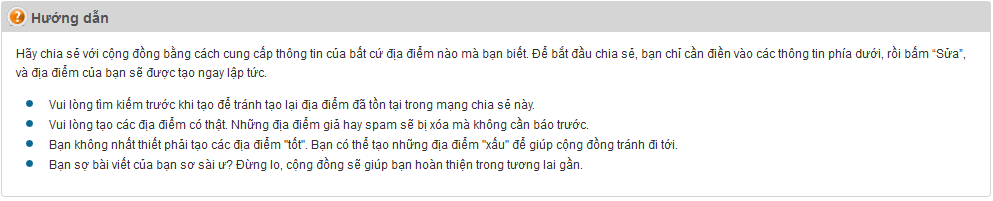 Hướng dẫn
Hãy chia sẻ với cộng đồng bằng cách cung cấp thông tin của bất cứ địa điểm nào mà bạn biết. Để bắt đầu chia sẻ, bạn chỉ cần điền vào các thông tin phía dưới, rồi bấm “Sửa”,
và địa điểm của bạn sẽ được tạo ngay lập tức.
Vui lòng tìm kiếm trước khi tạo để tránh tạo lại địa điểm đã tồn tại trong mạng chia sẻ này.
Vui lòng tạo các địa điểm có thật. Những địa điểm giả hay spam sẽ bị xóa mà không cần báo trước.
Bạn không nhất thiết phải tạo các địa điểm "tốt". Bạn có thể tạo những địa điểm "xấu" để giúp cộng đồng tránh đi tới.
Bạn sợ bài viết của bạn sơ sài ư? Đừng lo, cộng đồng sẽ giúp bạn hoàn thiện trong tương lai gần.